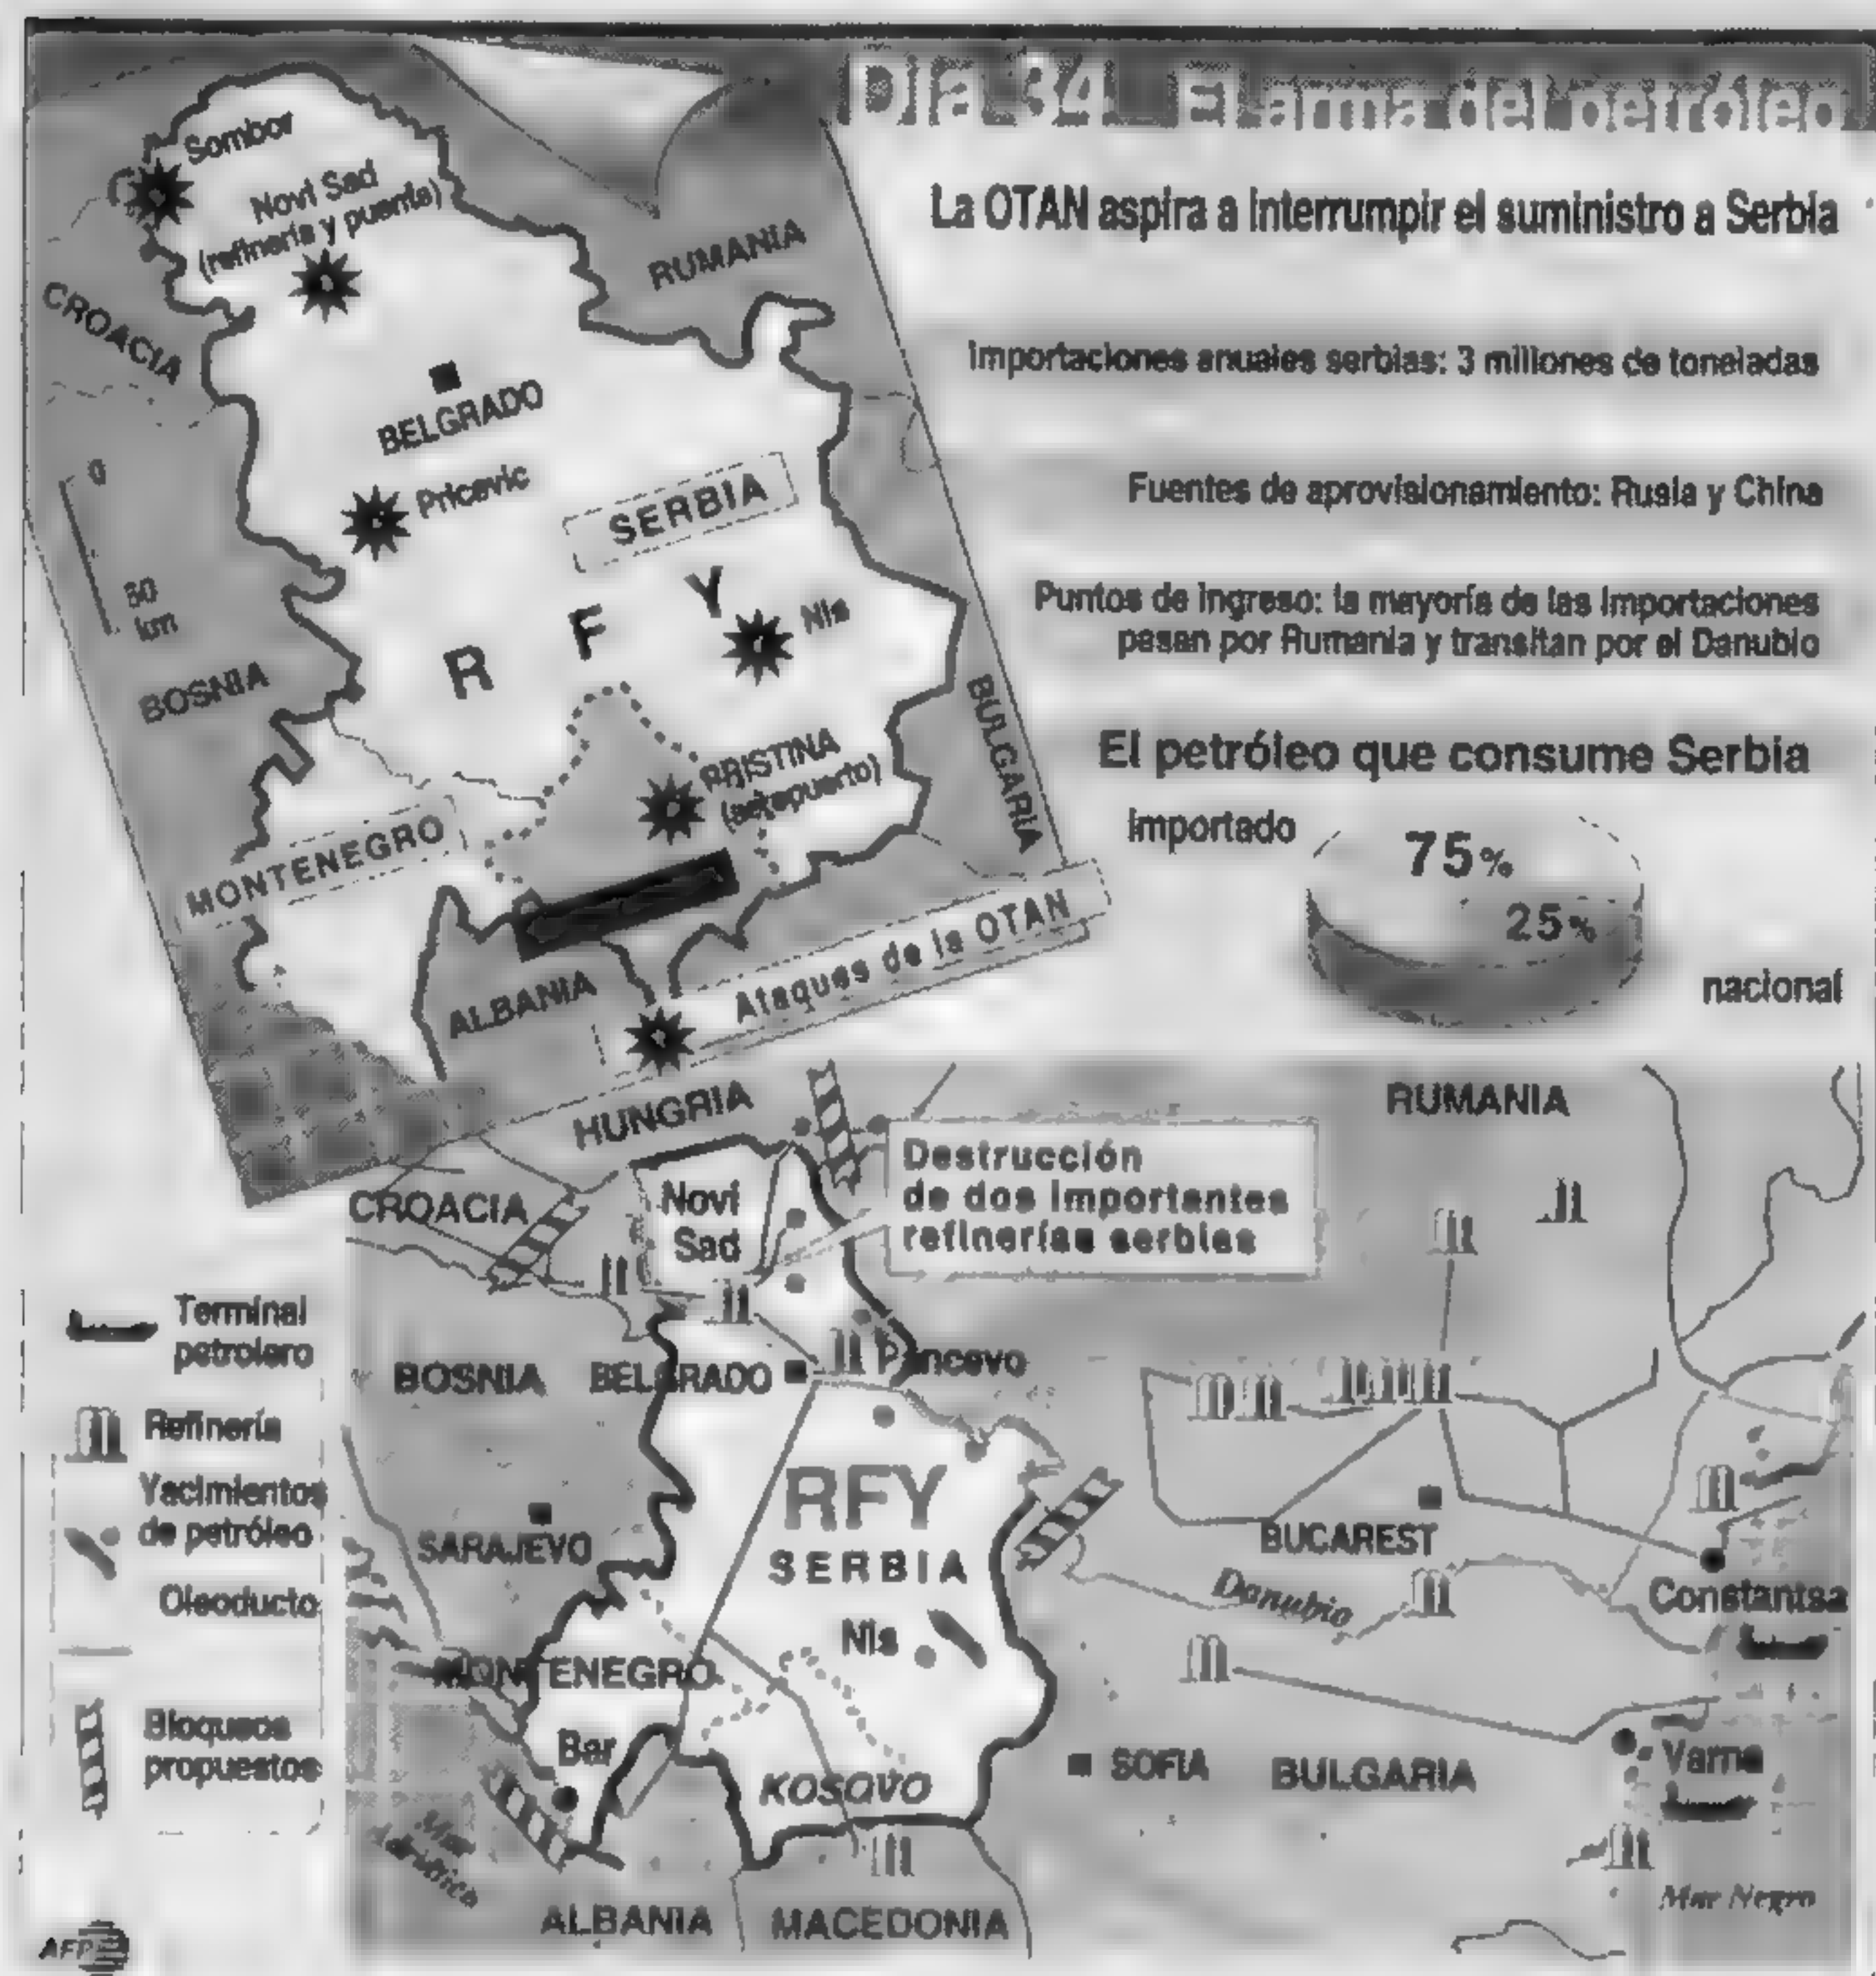 Día 34 El arma del petróleo
La OTAN aspira a interrumpir el suministro a Serbia
Importaciones anuales serbias: 3 millones de toneladas
Fuentes de aprovisionamiento: Rusia y China
Puntos de ingreso: la mayoría de las importaciones
pasan por Rumania y transitan por el Danubio
El petróleo que consume Serbia
importado
75%
25%
nacional
Sombor
Novi Sad
(refinería y puente)
RUMANIA
CROACIA
BELGRADO
Pricevic
SERBIA
0
50
km
R F Y
Nis
BOSNIA
BULGARIA
PRISTINA
(aeropuerto)
MONTENEGRO
ALBANIA
Ataques de la OTAN
HUNGRIA
RUMANIA
Destrucción
de dos importantes
refinerías serbias
CROACIA
Novi
Sad
Terminal
petrolero
Refinería
Yacimientos
de petróleo
Oleoducto
Bloqueos
propuestos
BOSNIA
BELGRADO
Pancevo
RFY
SERBIA
SARAJEVO
BUCAREST
Danubio
Constantsa
Nis
MONTENEGRO
Bar
KOSOVO
SOFIA
BULGARIA
Varna
Mar
Adriático
Mar Negro
ALBANIA
MACEDONIA
AFP